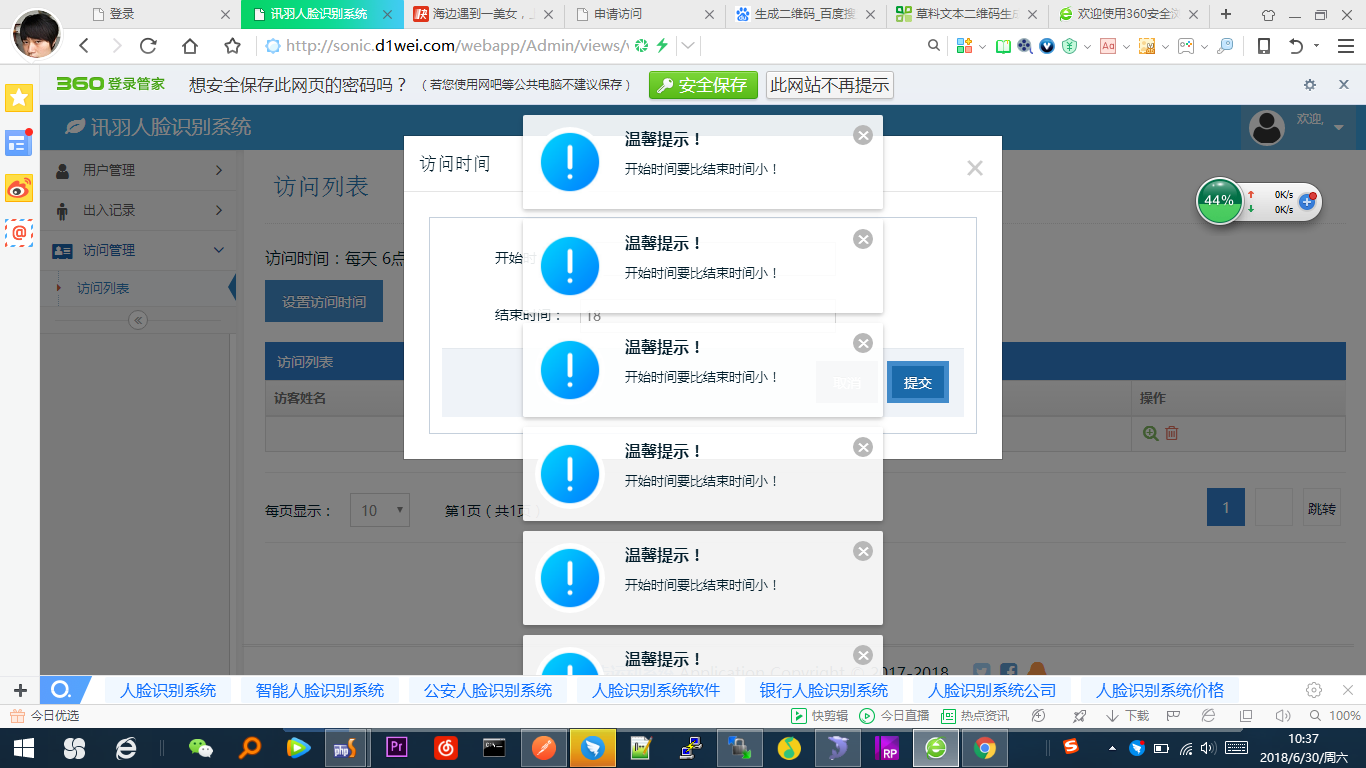 登录
讯羽人脸识别系统
海边遇到一美女，
申请访问
生成二维码_百度搜
草料文本二维码生成
欢迎使用360安全浏
http://sonic.d1wei.com/webapp/Admin/views/
360 登录管家
想安全保存此网页的密码吗？
（若您使用网吧等公共电脑不建议保存）
安全保存
此网站不再提示
讯羽人脸识别系统
欢迎,
用户管理
出入记录
访问管理
访问列表
访问列表
访问时间：每天 6点
设置访问时间
访问列表
访客姓名
操作
每页显示：
10
第1页（共1页）
1
跳转
访问时间
开始时
结束时间：
18
取消
提交
温馨提示！
开始时间要比结束时间小！
温馨提示！
开始时间要比结束时间小！
温馨提示！
开始时间要比结束时间小！
温馨提示！
开始时间要比结束时间小！
温馨提示！
开始时间要比结束时间小！
温馨提示！
Application Copyright © 2017-2018
44%
0K/s
0K/s
人脸识别系统
智能人脸识别系统
公安人脸识别系统
人脸识别系统软件
银行人脸识别系统
人脸识别系统公司
人脸识别系统价格
今日优选
快剪辑
今日直播
热点资讯
下载
100%
10:37
2018/6/30/周六